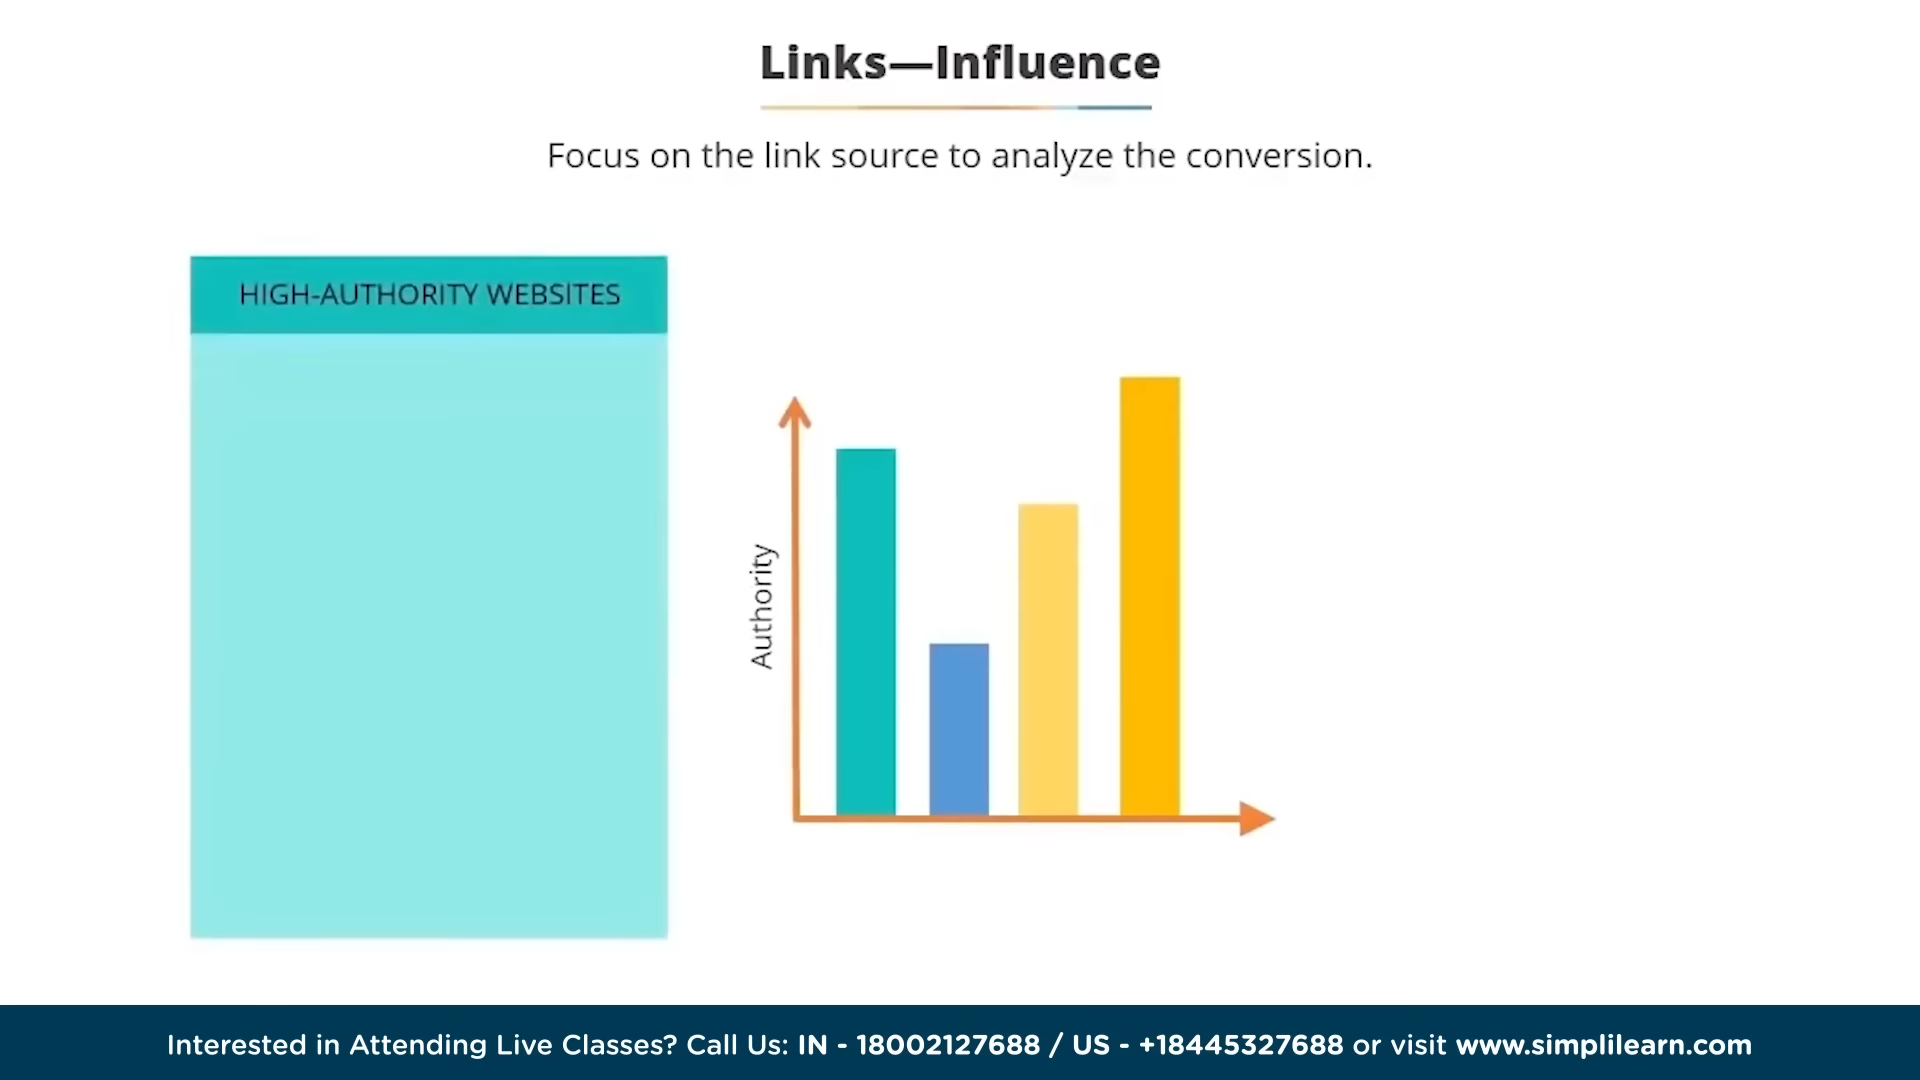 Links—Influence
Focus on the link source to analyze the conversion.
HIGH-AUTHORITY WEBSITES
Authority
Interested in Attending Live Classes? Call Us: IN - 18002127688 / US - +18445327688 or visit www.simplilearn.com